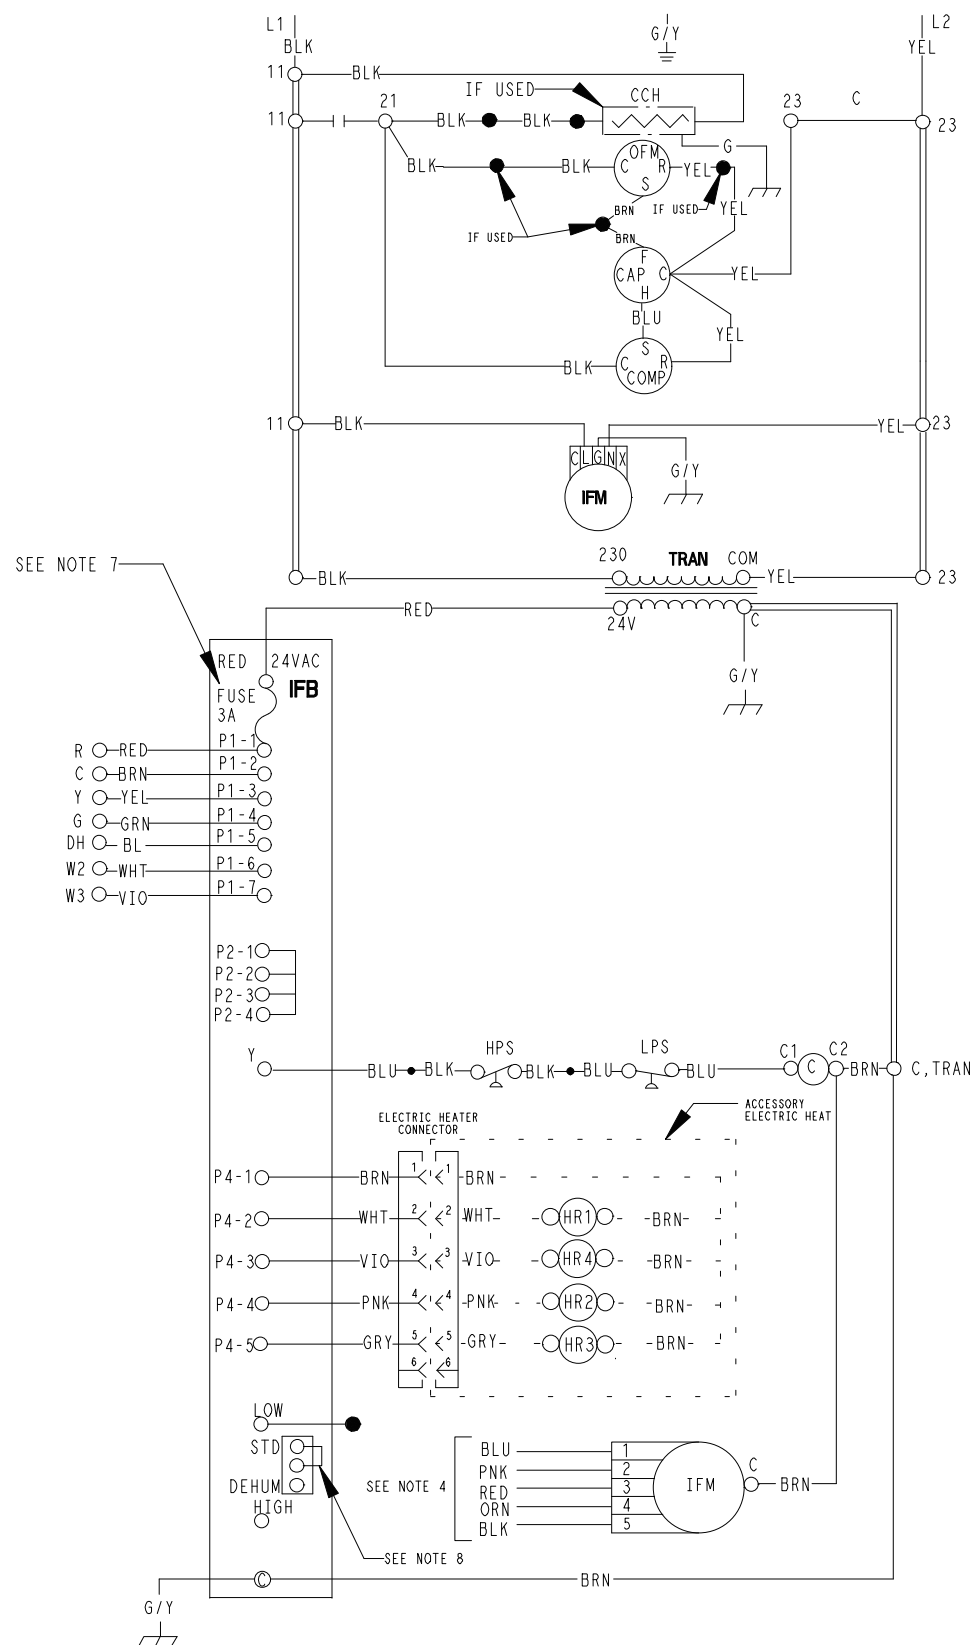 L1
G/Y
L2
BLK
YEL
11
BLK
IF USED
CCH
21
23
C
11
BLK
BLK
23
G
BLK
BLK
OFM
C
R
S
YEL
BRN
IF USED
YEL
IF USED
BRN
F
CAP
C
H
YEL
BLU
YEL
S
C
R
COMP
BLK
11
BLK
YEL
23
C L G N X
G/Y
IFM
SEE NOTE 7
230
TRAN
COM
BLK
YEL
23
RED
24V
C
RED
24VAC
G/Y
FUSE
3A
IFB
R
RED
P1-1
C
BRN
P1-2
Y
YEL
P1-3
G
GRN
P1-4
DH
BL
P1-5
W2
WHT
P1-6
W3
VIO
P1-7
P2-1
P2-2
P2-3
P2-4
Y
BLU
BLK
HPS
BLK
BLU
LPS
BLU
C1
C
C2
BRN
C, TRAN
ELECTRIC HEATER
CONNECTOR
ACCESSORY
ELECTRIC HEAT
P4-1
BRN
1
1
BRN
P4-2
WHT
2
2
WHT
HR1
BRN
P4-3
VIO
3
3
VIO
HR4
BRN
P4-4
PNK
4
4
PNK
HR2
BRN
P4-5
GRY
5
5
GRY
HR3
BRN
6
6
LOW
STD
DEHUM
HIGH
SEE NOTE 8
SEE NOTE 4
BLU
1
PNK
2
RED
3
ORN
4
BLK
5
IFM
C
BRN
C
BRN
G/Y